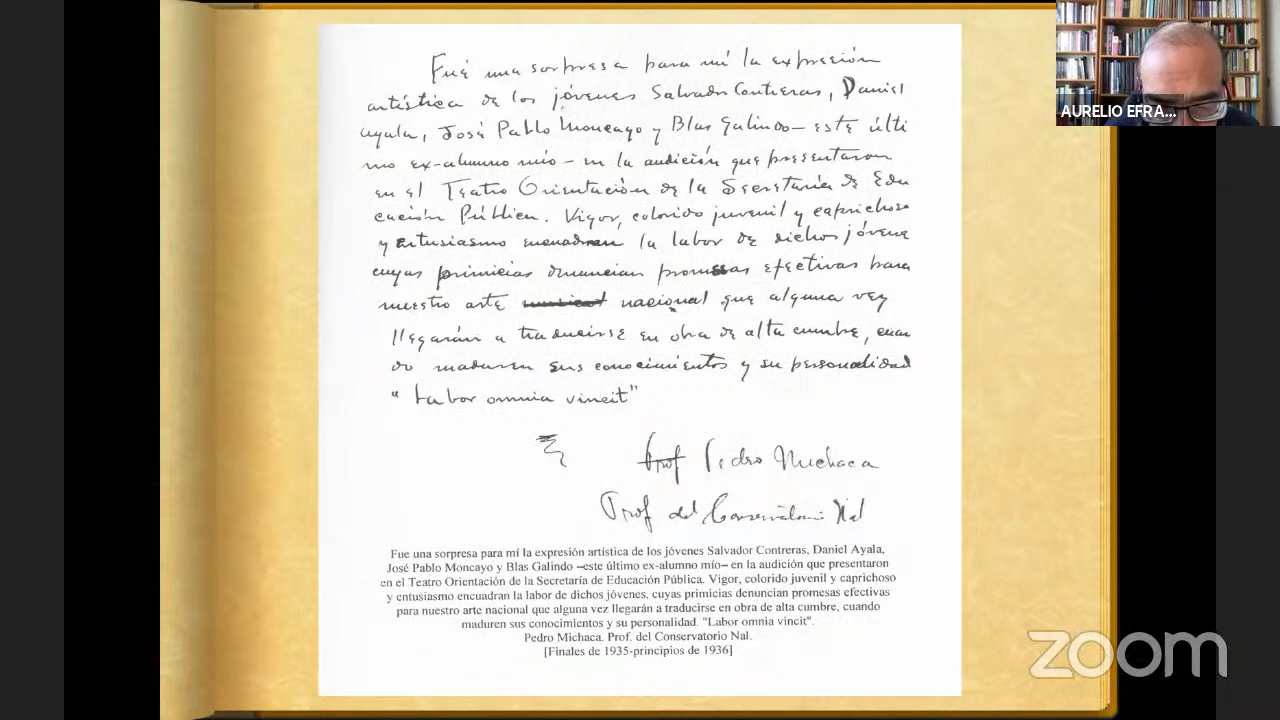 Fué una sorpresa para mí la expresión
artística de los jóvenes Salvador Contreras, Daniel
ayala, José Pablo Moncayo y Blas Galindo – este últi
mo ex-alumno mío – en la audición que presentaron
en el Teatro Orientación de la Secretaría de Edu
cación Pública. Vigor, colorido juvenil y caprichoso
y entusiasmo encuadran la labor de dichos jóvenes
cuyas primicias denuncian promesas efectivas para
nuestro arte musical nacional que alguna vez
llegarán a traducirse en obra de alta cumbre, cuan
do maduren sus conocimientos y su personalidad
"Labor omnia vincit"
Prof Pedro Michaca
Prof del Conservatorio Nal
Fue una sorpresa para mí la expresión artística de los jóvenes Salvador Contreras, Daniel Ayala,
José Pablo Moncayo y Blas Galindo –este último ex-alumno mío– en la audición que presentaron
en el Teatro Orientación de la Secretaría de Educación Pública. Vigor, colorido juvenil y caprichoso
y entusiasmo encuadran la labor de dichos jóvenes, cuyas primicias denuncian promesas efectivas
para nuestro arte nacional que alguna vez llegarán a traducirse en obra de alta cumbre, cuando
maduren sus conocimientos y su personalidad. "Labor omnia vincit".
Pedro Michaca. Prof. del Conservatorio Nal.
[Finales de 1935-principios de 1936]
AURELIO EFRA...
zoom